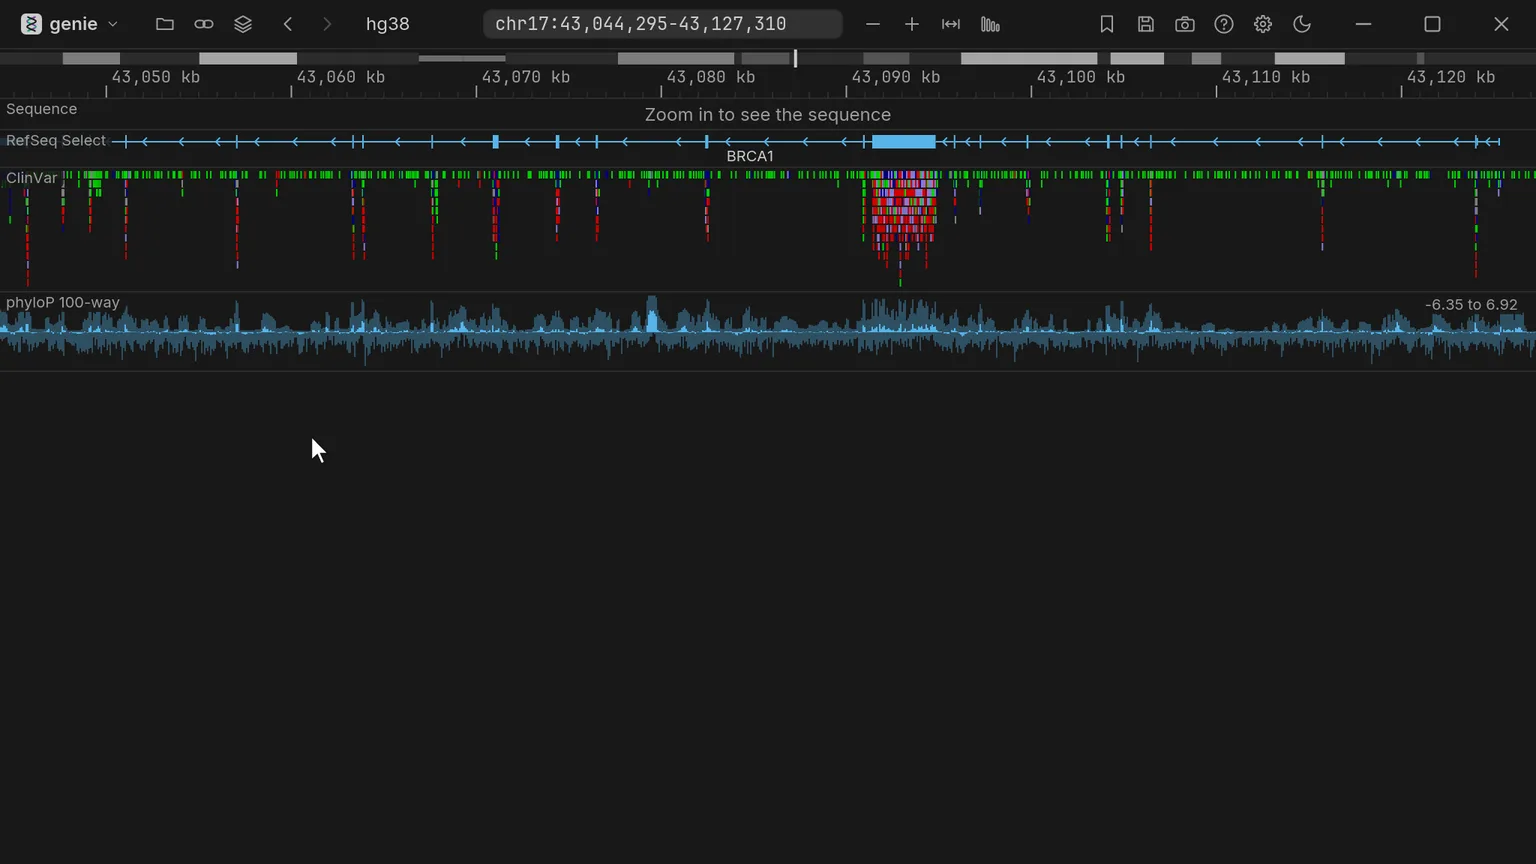 genie
hg38
chr17:43,044,295-43,127,310
43,050 kb 43,060 kb 43,070 kb 43,080 kb 43,090 kb 43,100 kb 43,110 kb 43,120 kb
Sequence
Zoom in to see the sequence
RefSeq Select
BRCA1
ClinVar
phyloP 100-way
-6.35 to 6.92